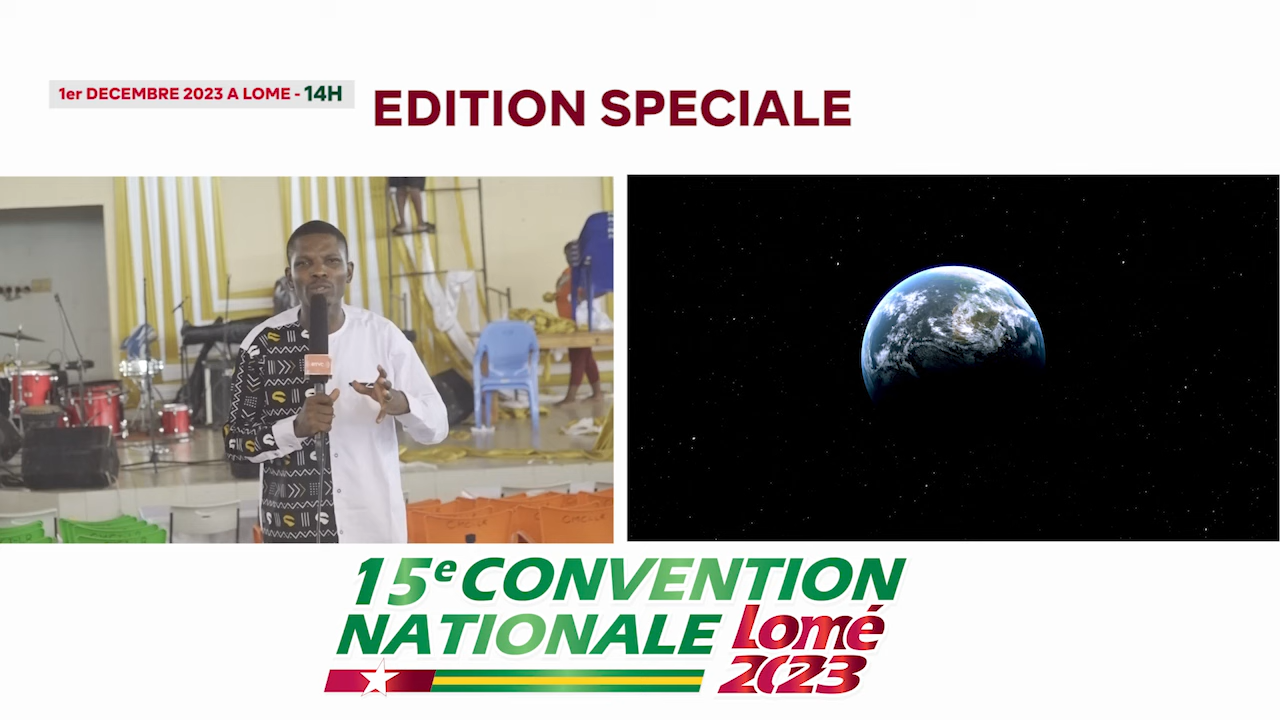 1er DECEMBRE 2023 A LOME - 14H
EDITION SPECIALE
15e CONVENTION
NATIONALE Lomé
2023